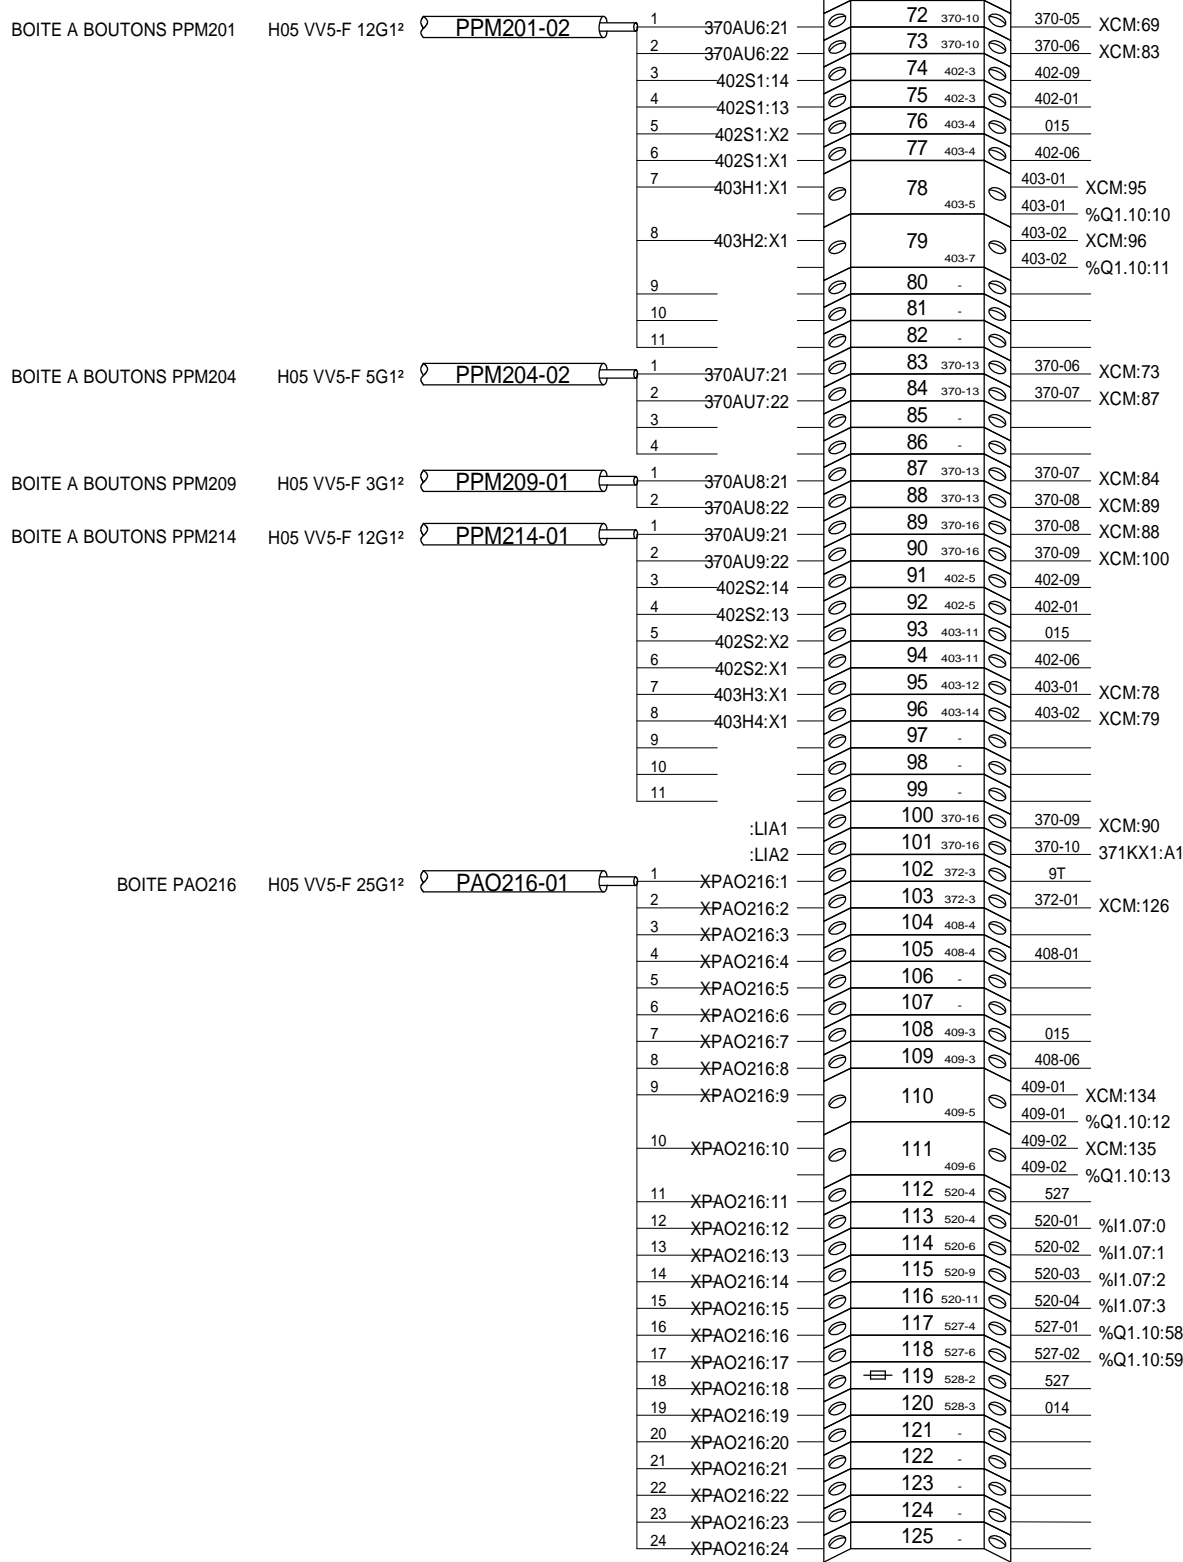 BOITE A BOUTONS PPM201 H05 VV5-F 12G1² PPM201-02 1 370AU6:21 72 370-10 370-05 XCM:69
2 370AU6:22 73 370-10 370-06 XCM:83
3 402S1:14 74 402-3 402-09
4 402S1:13 75 402-3 402-01
5 402S1:X2 76 403-4 015
6 402S1:X1 77 403-4 402-06
7 403H1:X1 78 403-5 403-01 XCM:95
403-01 %Q1.10:10
8 403H2:X1 79 403-7 403-02 XCM:96
403-02 %Q1.10:11
9 80 -
10 81 -
11 82 -
BOITE A BOUTONS PPM204 H05 VV5-F 5G1² PPM204-02 1 370AU7:21 83 370-13 370-06 XCM:73
2 370AU7:22 84 370-13 370-07 XCM:87
3 85 -
4 86 -
BOITE A BOUTONS PPM209 H05 VV5-F 3G1² PPM209-01 1 370AU8:21 87 370-13 370-07 XCM:84
2 370AU8:22 88 370-13 370-08 XCM:89
BOITE A BOUTONS PPM214 H05 VV5-F 12G1² PPM214-01 1 370AU9:21 89 370-16 370-08 XCM:88
2 370AU9:22 90 370-16 370-09 XCM:100
3 402S2:14 91 402-5 402-09
4 402S2:13 92 402-5 402-01
5 402S2:X2 93 403-11 015
6 402S2:X1 94 403-11 402-06
7 403H3:X1 95 403-12 403-01 XCM:78
8 403H4:X1 96 403-14 403-02 XCM:79
9 97 -
10 98 -
11 99 -
:LIA1 100 370-16 370-09 XCM:90
:LIA2 101 370-16 370-10 371KX1:A1
BOITE PAO216 H05 VV5-F 25G1² PAO216-01 1 XPAO216:1 102 372-3 9T
2 XPAO216:2 103 372-3 372-01 XCM:126
3 XPAO216:3 104 408-4
4 XPAO216:4 105 408-4 408-01
5 XPAO216:5 106 -
6 XPAO216:6 107 -
7 XPAO216:7 108 409-3 015
8 XPAO216:8 109 409-3 408-06
9 XPAO216:9 110 409-5 409-01 XCM:134
409-01 %Q1.10:12
10 XPAO216:10 111 409-6 409-02 XCM:135
409-02 %Q1.10:13
11 XPAO216:11 112 520-4 527
12 XPAO216:12 113 520-4 520-01 %I1.07:0
13 XPAO216:13 114 520-6 520-02 %I1.07:1
14 XPAO216:14 115 520-9 520-03 %I1.07:2
15 XPAO216:15 116 520-11 520-04 %I1.07:3
16 XPAO216:16 117 527-4 527-01 %Q1.10:58
17 XPAO216:17 118 527-6 527-02 %Q1.10:59
18 XPAO216:18 119 528-2 527
19 XPAO216:19 120 528-3 014
20 XPAO216:20 121 -
21 XPAO216:21 122 -
22 XPAO216:22 123 -
23 XPAO216:23 124 -
24 XPAO216:24 125 -